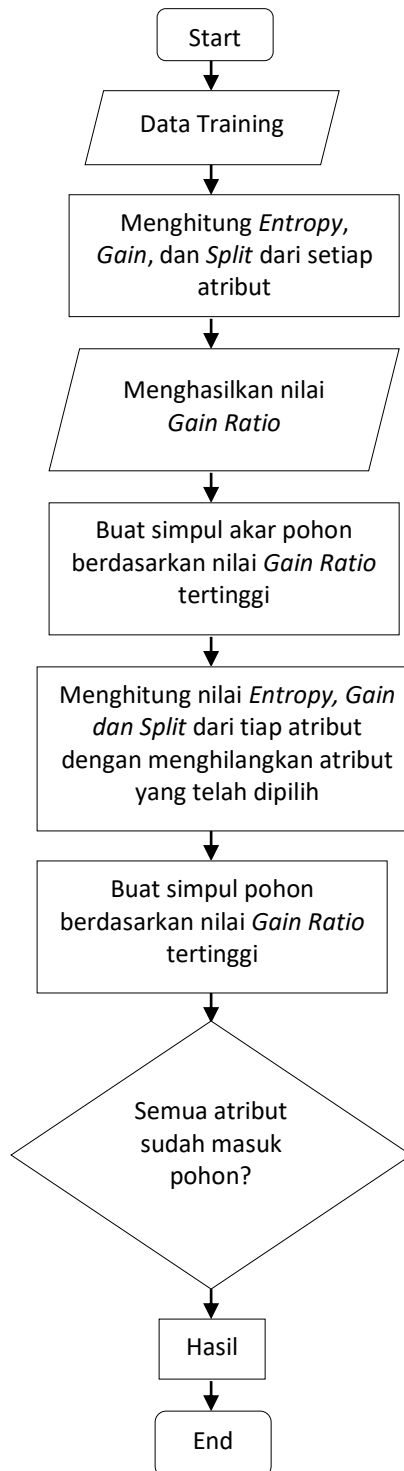 Start
Data Training
Menghitung Entropy,
Gain, dan Split dari setiap
atribut
Menghasilkan nilai
Gain Ratio
Buat simpul akar pohon
berdasarkan nilai Gain Ratio
tertinggi
Menghitung nilai Entropy, Gain
dan Split dari tiap atribut
dengan menghilangkan atribut
yang telah dipilih
Buat simpul pohon
berdasarkan nilai Gain Ratio
tertinggi
Semua atribut
sudah masuk
pohon?
Hasil
End